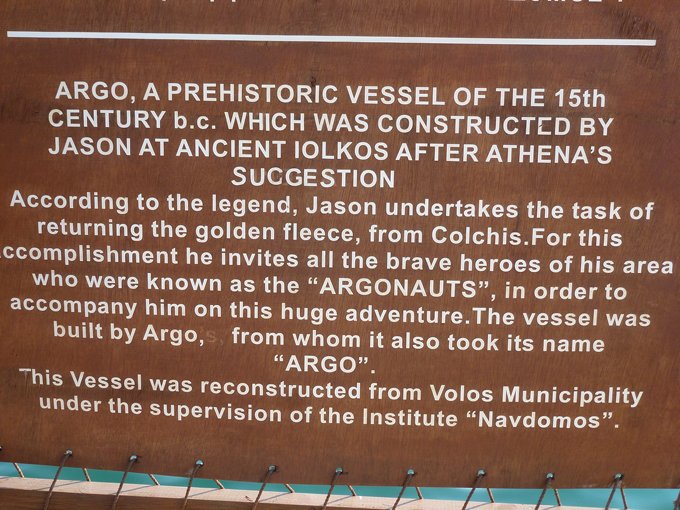 ARGO, A PREHISTORIC VESSEL OF THE 15th
CENTURY b.c. WHICH WAS CONSTRUCTED BY
JASON AT ANCIENT IOLKOS AFTER ATHENA'S
SUGGESTION
According to the legend, Jason undertakes the task of
returning the golden fleece, from Colchis.For this
accomplishment he invites all the brave heroes of his area
who were known as the “ARGONAUTS”, in order to
accompany him on this huge adventure.The vessel was
built by Argo, from whom it also took its name
“ARGO”.
This Vessel was reconstructed from Volos Municipality
under the supervision of the Institute “Navdomos”.